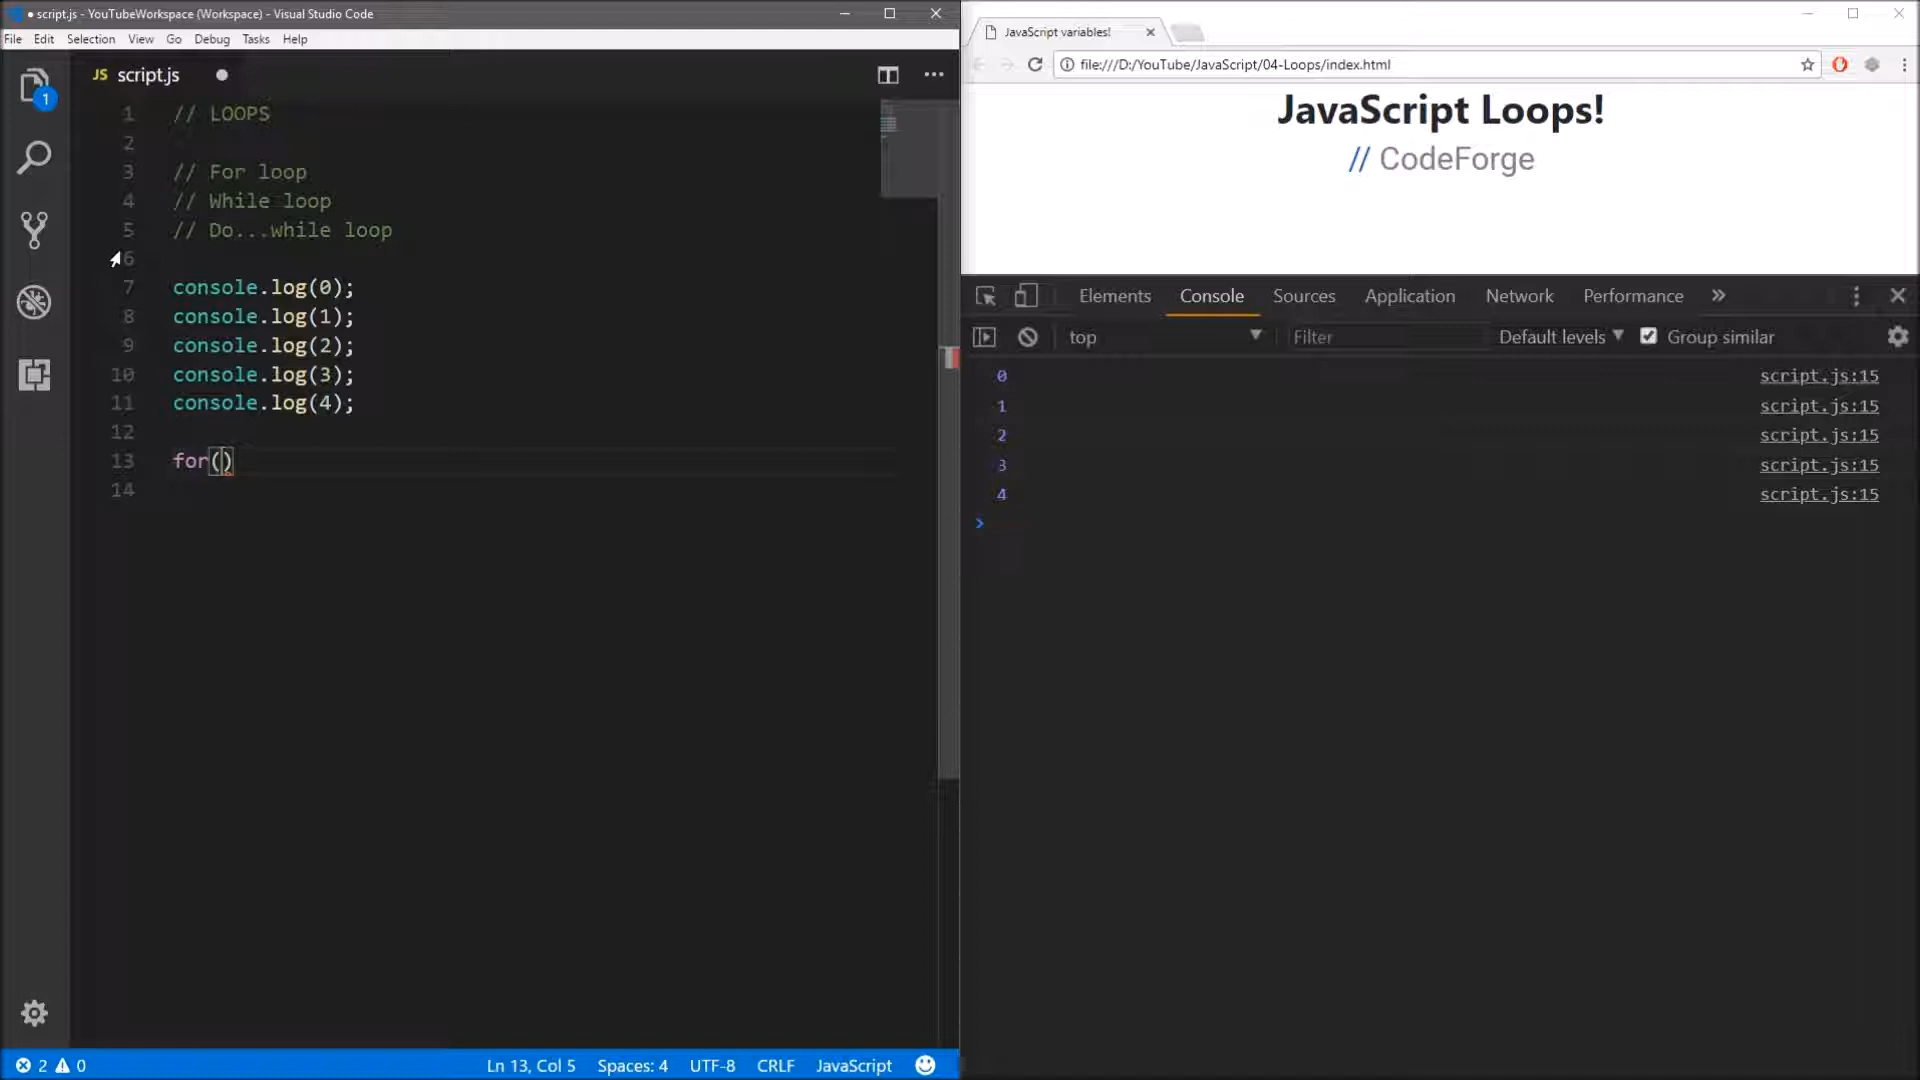 script.js - YouTubeWorkspace (Workspace) - Visual Studio Code
File Edit Selection View Go Debug Tasks Help
JS script.js
1 // LOOPS
2
3 // For loop
4 // While loop
5 // Do...while loop
6
7 console.log(0);
8 console.log(1);
9 console.log(2);
10 console.log(3);
11 console.log(4);
12
13 for()
14
1
2 0 Ln 13, Col 5 Spaces: 4 UTF-8 CRLF JavaScript
JavaScript variables!
file:///D:/YouTube/JavaScript/04-Loops/index.html
JavaScript Loops!
// CodeForge
Elements Console Sources Application Network Performance »
top Filter Default levels Group similar
0 script.js:15
1 script.js:15
2 script.js:15
3 script.js:15
4 script.js:15
>